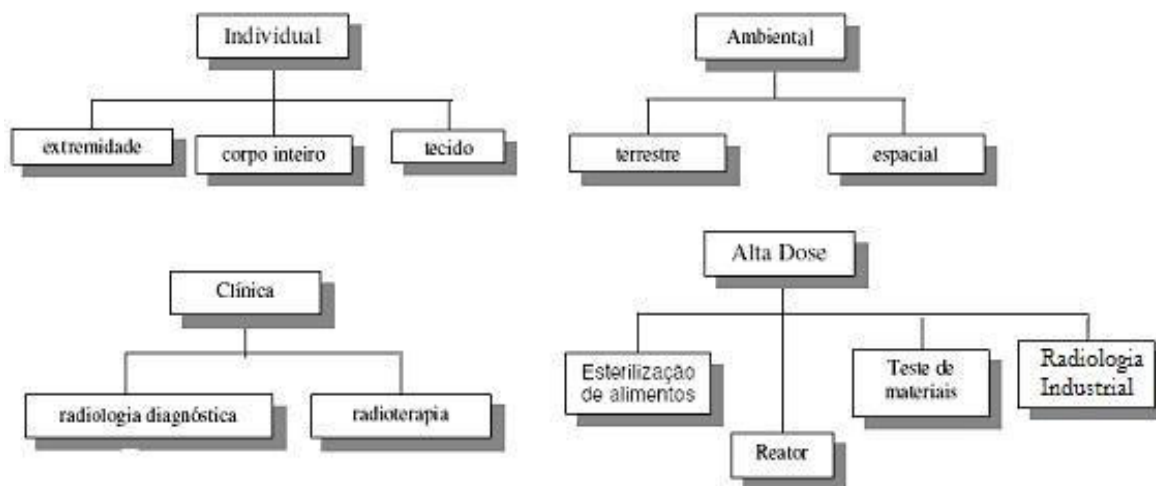 Individual
extremidade
corpo inteiro
tecido
Ambiental
terrestre
espacial
Clínica
radiologia diagnóstica
radioterapia
Alta Dose
Esterilização
de alimentos
Reator
Teste de
materiais
Radiologia
Industrial